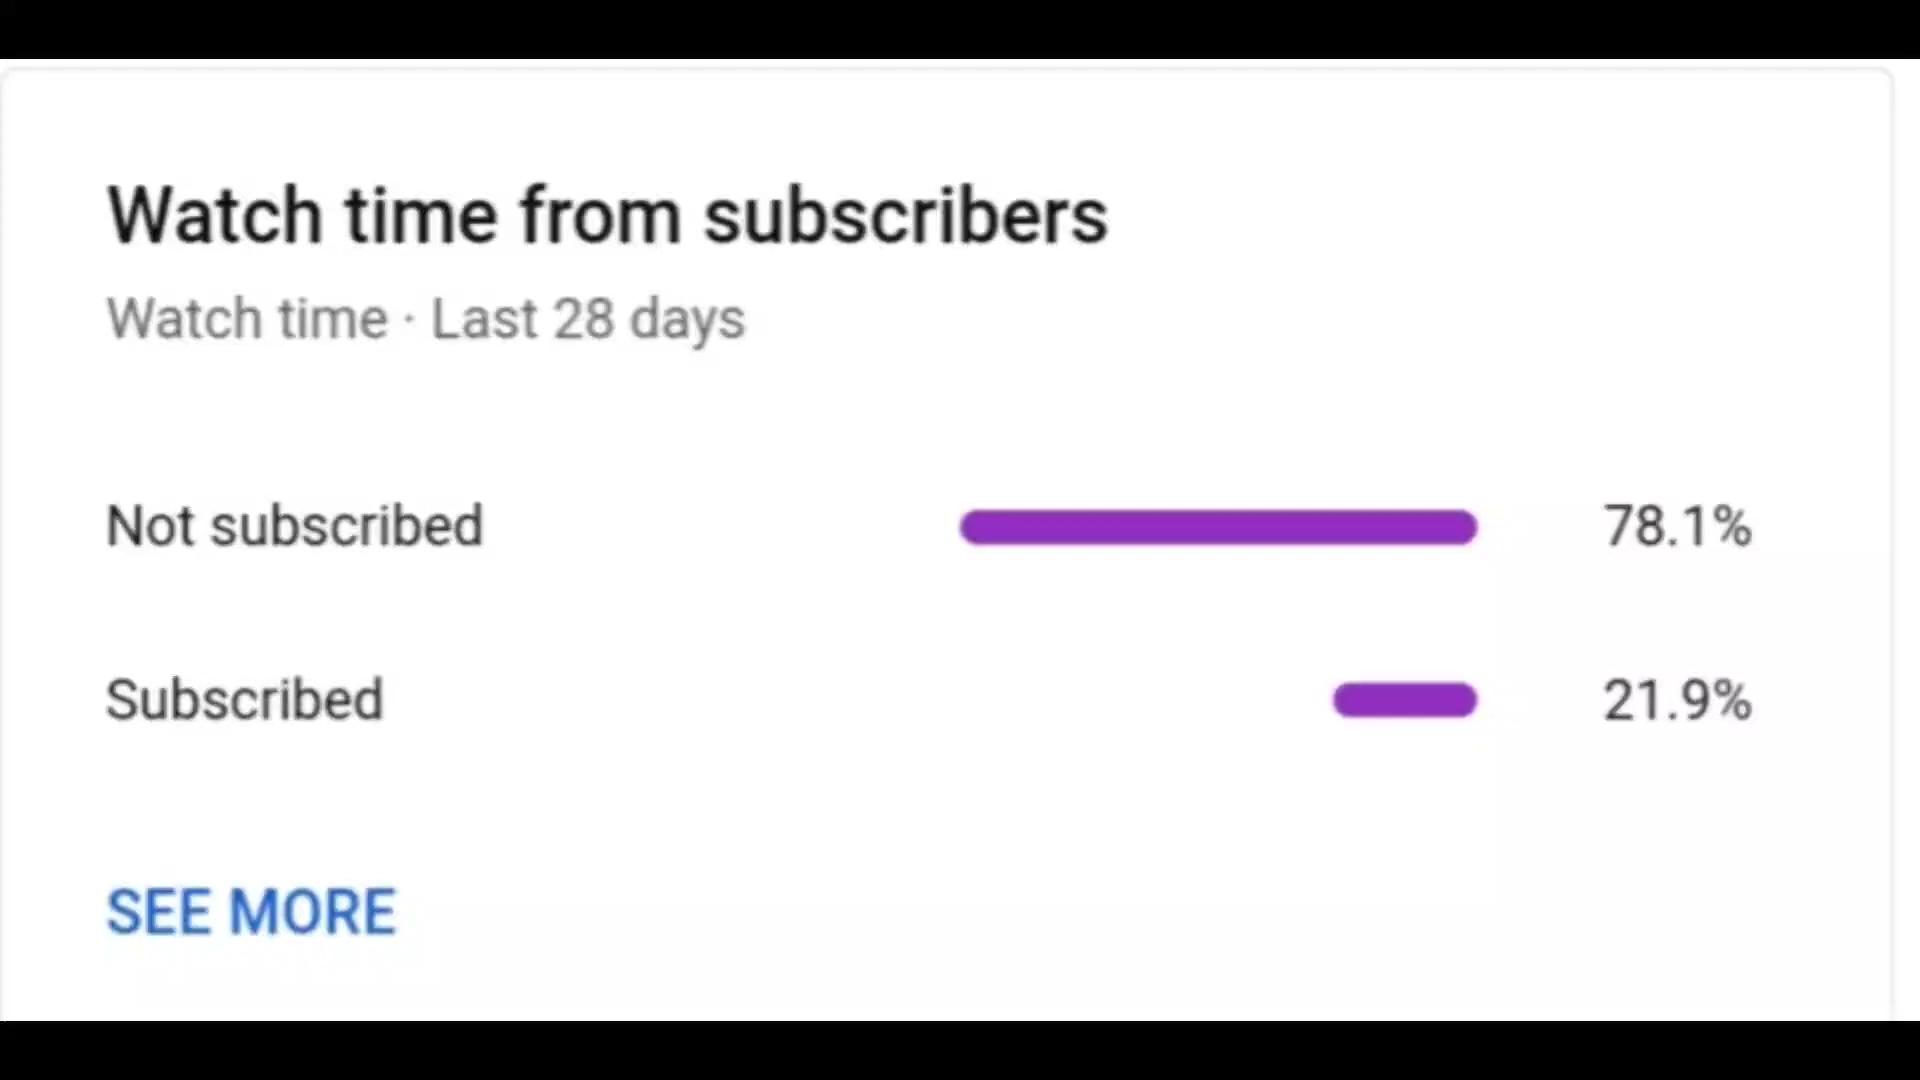 Watch time from subscribers
Watch time · Last 28 days
Not subscribed 78.1%
Subscribed 21.9%
SEE MORE